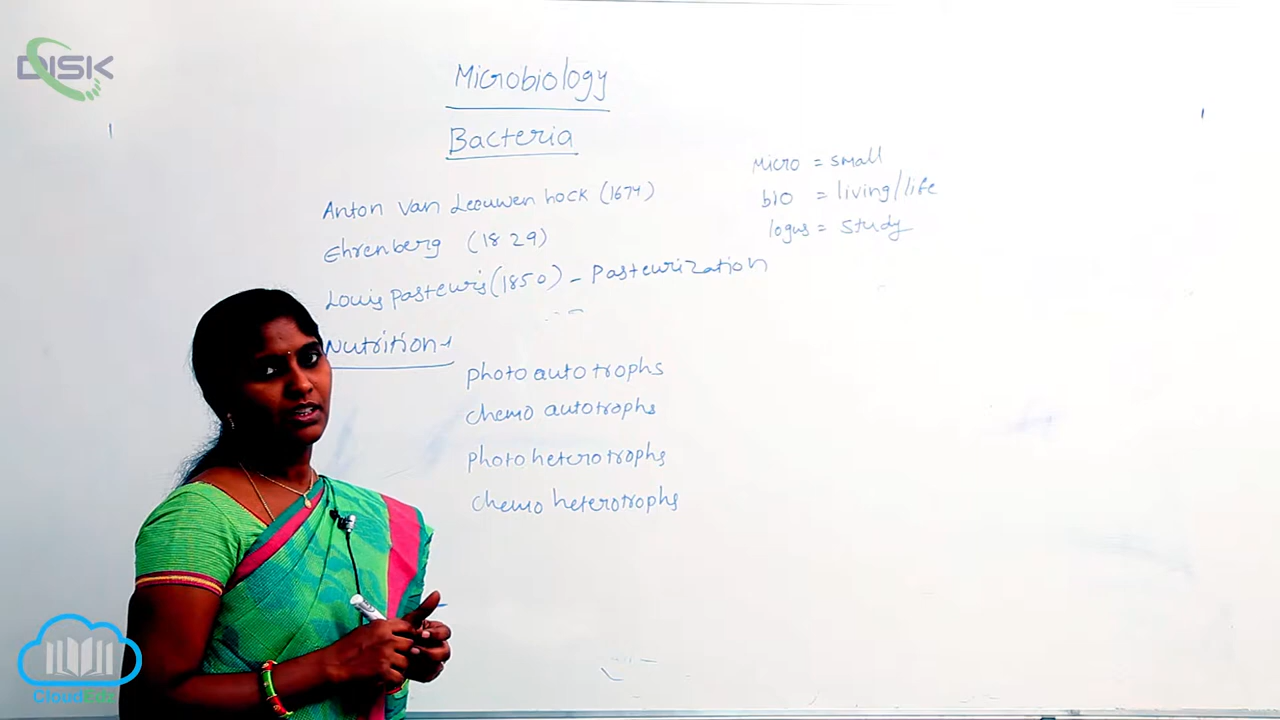 DISK
Microbiology
Bacteria
Micro = small
bio = living/life
logus = study
Anton Van Leeuwen hock (1674)
Ehrenberg (1829)
Louis pasteuris (1850) - Pasteurization
Nutrition
photo autotrophs
chemo autotrophs
photo heterotrophs
chemo heterotrophs
CloudEdu